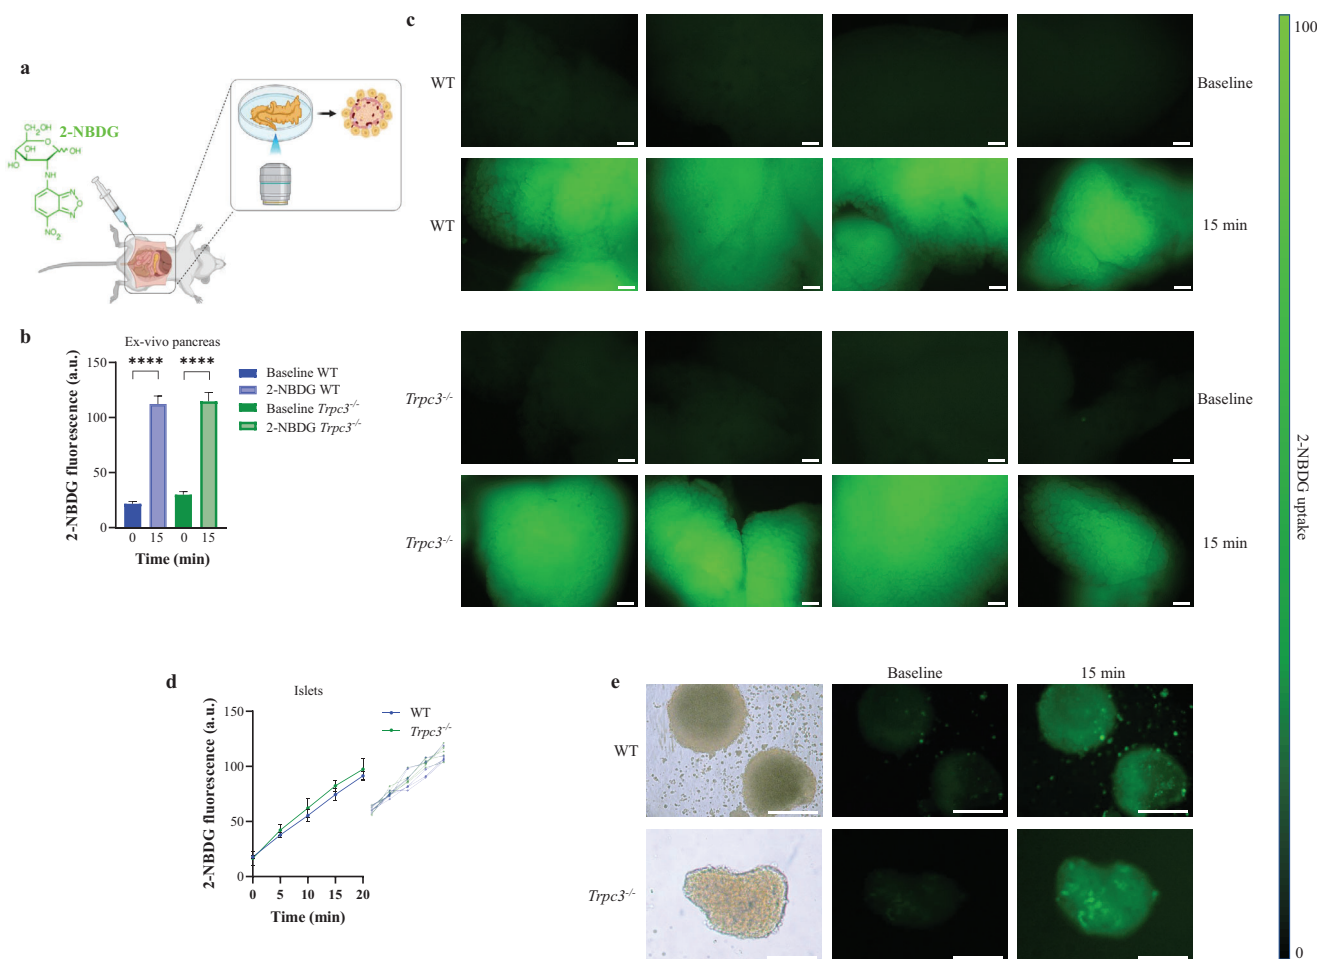 a
2-NBDG
CH2OH
O
OH
OH
HO
NH
N
O
N
NO2
b
Ex-vivo pancreas
2-NBDG fluorescence (a.u.)
150
100
50
0
****
****
0 15 0 15
Time (min)
Baseline WT
2-NBDG WT
Baseline Trpc3-/-
2-NBDG Trpc3-/-
c
WT
Baseline
WT
15 min
Trpc3-/-
Baseline
Trpc3-/-
15 min
100
2-NBDG uptake
0
d
Islets
2-NBDG fluorescence (a.u.)
150
100
50
0
0 5 10 15 20
Time (min)
WT
Trpc3-/-
e
Baseline
15 min
WT
Trpc3-/-